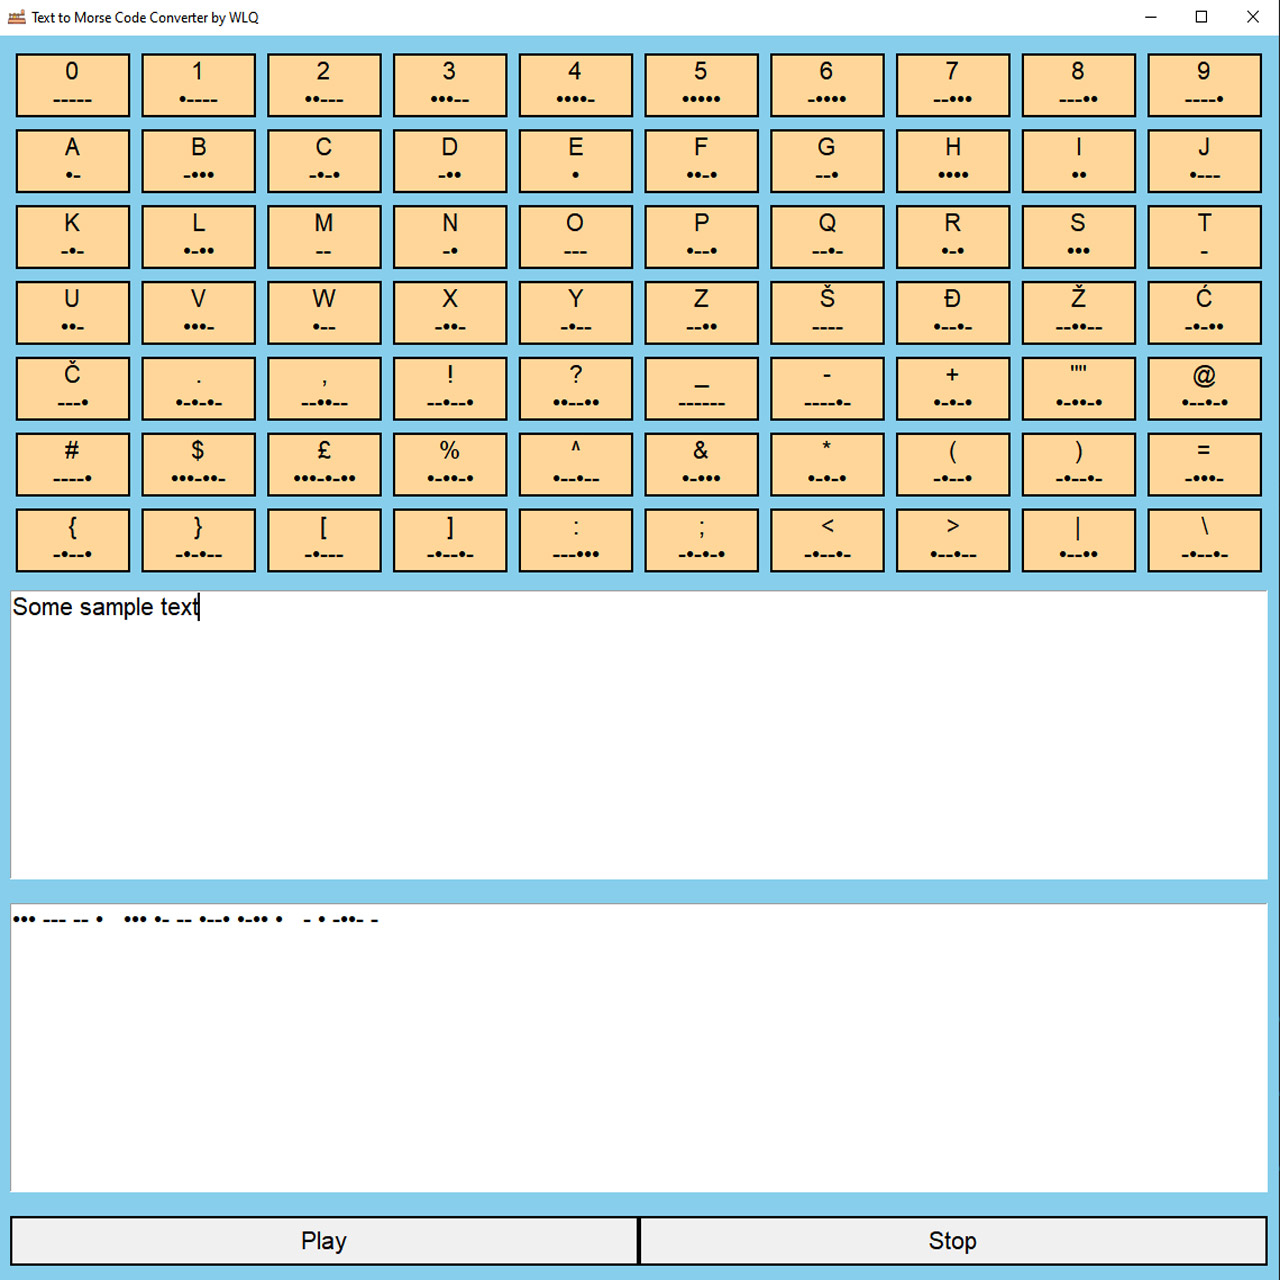 Text to Morse Code Converter by WLQ
0 1 2 3 4 5 6 7 8 9
----- •---- ••--- •••-- ••••- ••••• -•••• --••• ---•• ----•
A B C D E F G H I J
•- -••• -•-• -•• • ••-• --• •••• •• •---
K L M N O P Q R S T
-•- •-•• -- -• --- •--• --•- •-• ••• -
U V W X Y Z Š Đ Ž Ć
••- •••- •-- -••- -•-- --•• ---- •--•- --••-- -•-••
Č . , ! ? _ - + "" @
---• •-•-•- --••-- --•--• ••--•• ------ ----•- •-•-• •-••-• •--•-•
# $ £ % ^ & * ( ) =
----• •••-••- •••-•-•• •-••-• •--•-- •-••• •-•-• -•--• -•--•- -•••-
{ } [ ] : ; < > | \
-•--• -•-•-- -•--- -•--•- ---••• -•-•-• -•--•- •--•-- •--•• -•--•-
Some sample text
••• --- -- •   ••• •- -- •--• •-•• •   - • -••- -
Play Stop